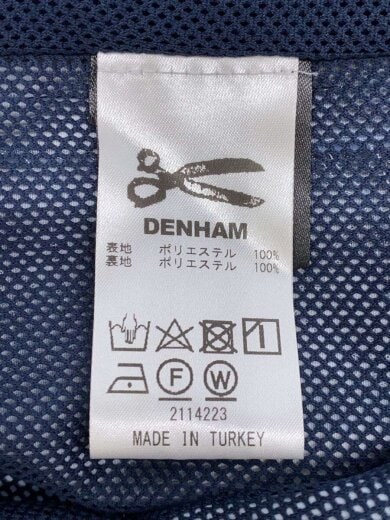 DENHAM
表地 ポリエステル 100%
裏地 ポリエステル 100%
F W
2114223
MADE IN TURKEY